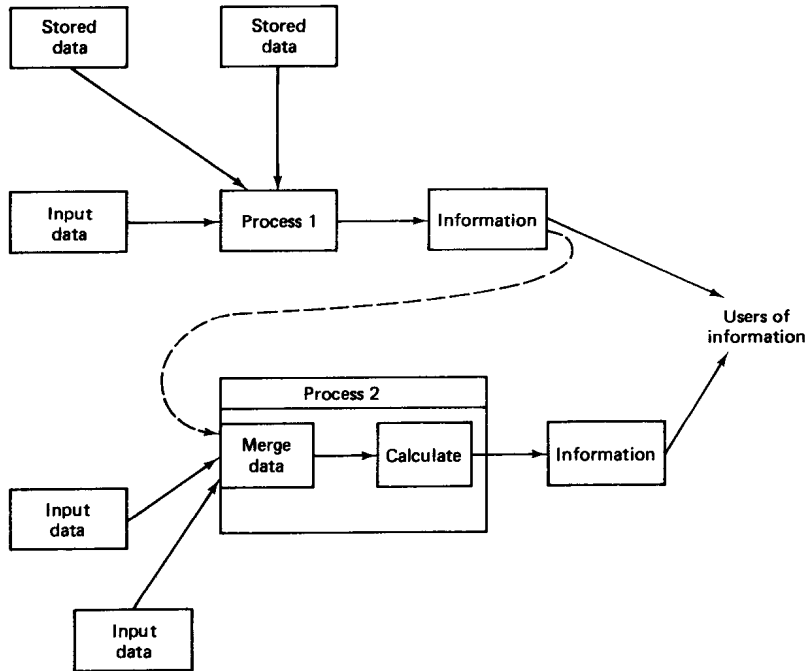 Stored
data
Stored
data
Input
data
Process 1
Information
Users of
information
Process 2
Merge
data
Calculate
Information
Input
data
Input
data